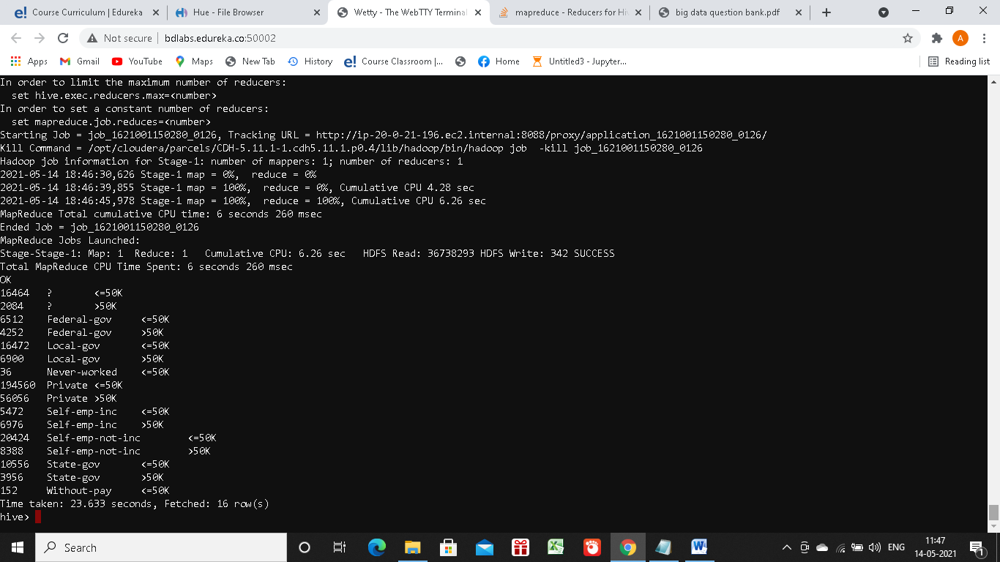 Course Curriculum | Edureka
Hue - File Browser
Wetty - The WebTTY Terminal
mapreduce - Reducers for Hiv
big data question bank.pdf
Not secure | bdlabs.edureka.co:50002
A
Apps
Gmail
YouTube
Maps
New Tab
History
e! Course Classroom |...
Home
Untitled3 - Jupyter...
Reading list
In order to limit the maximum number of reducers:
set hive.exec.reducers.max=<number>
In order to set a constant number of reducers:
set mapreduce.job.reduces=<number>
Starting Job = job_1621001150280_0126, Tracking URL = http://ip-20-0-21-196.ec2.internal:8088/proxy/application_1621001150280_0126/
Kill Command = /opt/cloudera/parcels/CDH-5.11.1-1.cdh5.11.1.p0.4/lib/hadoop/bin/hadoop job  -kill job_1621001150280_0126
Hadoop job information for Stage-1: number of mappers: 1; number of reducers: 1
2021-05-14 18:46:30,626 Stage-1 map = 0%,  reduce = 0%
2021-05-14 18:46:39,855 Stage-1 map = 100%,  reduce = 0%, Cumulative CPU 4.28 sec
2021-05-14 18:46:45,978 Stage-1 map = 100%,  reduce = 100%, Cumulative CPU 6.26 sec
MapReduce Total cumulative CPU time: 6 seconds 260 msec
Ended Job = job_1621001150280_0126
MapReduce Jobs Launched:
Stage-Stage-1: Map: 1  Reduce: 1   Cumulative CPU: 6.26 sec   HDFS Read: 36738293 HDFS Write: 342 SUCCESS
Total MapReduce CPU Time Spent: 6 seconds 260 msec
OK
16464 ? <=50K
2084 ? >50K
6512 Federal-gov <=50K
4252 Federal-gov >50K
16472 Local-gov <=50K
6900 Local-gov >50K
36 Never-worked <=50K
194560 Private <=50K
56056 Private >50K
5472 Self-emp-inc <=50K
6976 Self-emp-inc >50K
20424 Self-emp-not-inc <=50K
8388 Self-emp-not-inc >50K
10556 State-gov <=50K
3956 State-gov >50K
152 Without-pay <=50K
Time taken: 23.633 seconds, Fetched: 16 row(s)
hive>
Search
ENG
11:47
14-05-2021
1